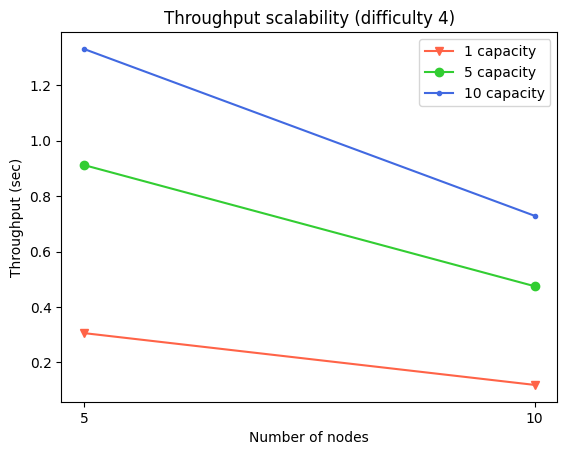 Throughput scalability (difficulty 4)
1 capacity
5 capacity
10 capacity
Throughput (sec)
1.2
1.0
0.8
0.6
0.4
0.2
5
10
Number of nodes